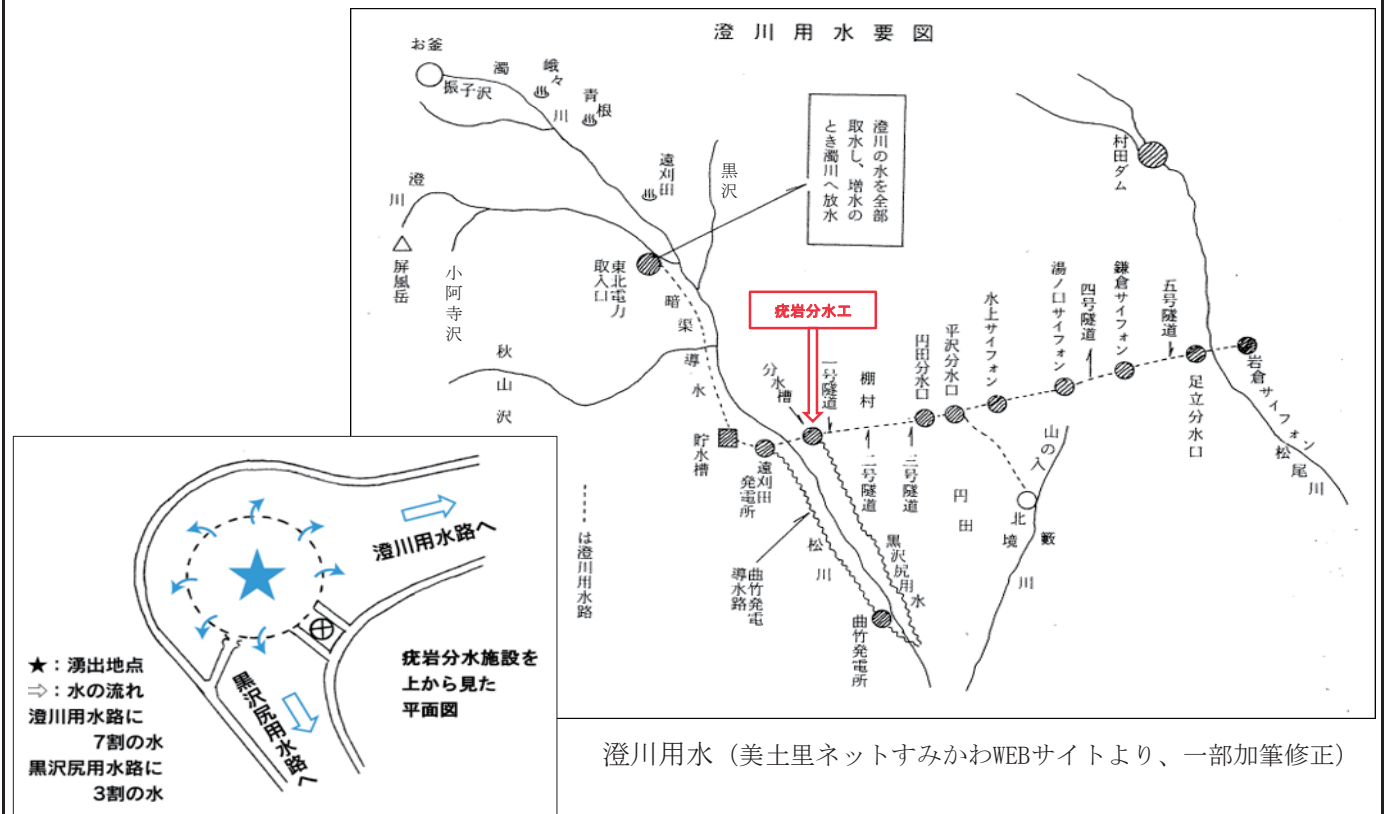 澄川用水要図
お釜
振子沢
濁川
峨々
青根
遠刈田
黒沢
澄川の水を全部
取水し、増水の
とき濁川へ放水
村田ダム
澄川
屏風岳
小阿寺沢
東北電力
取入口
暗渠導水
秋山沢
疣岩分水工
分水槽
一号隧道
棚村
円田分水口
平沢分水口
水上サイフォン
湯ノ口サイフォン
四号隧道
鎌倉サイフォン
五号隧道
足立分水口
岩倉サイフォン
松尾川
貯水槽
遠刈田
発電所
二号隧道
三号隧道
円田
山の入
北境
籔川
は澄川用水路
松川
黒沢尻用水
曲竹発電
導水路
曲竹発電所
澄川用水路へ
黒沢尻用水路へ
★：湧出地点
⇨：水の流れ
澄川用水路に
7割の水
黒沢尻用水路に
3割の水
疣岩分水施設を
上から見た
平面図
澄川用水（美土里ネットすみかわWEBサイトより、一部加筆修正）